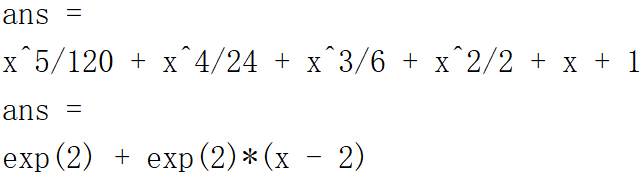 ans =
x^5/120 + x^4/24 + x^3/6 + x^2/2 + x + 1
ans =
exp(2) + exp(2)*(x - 2)